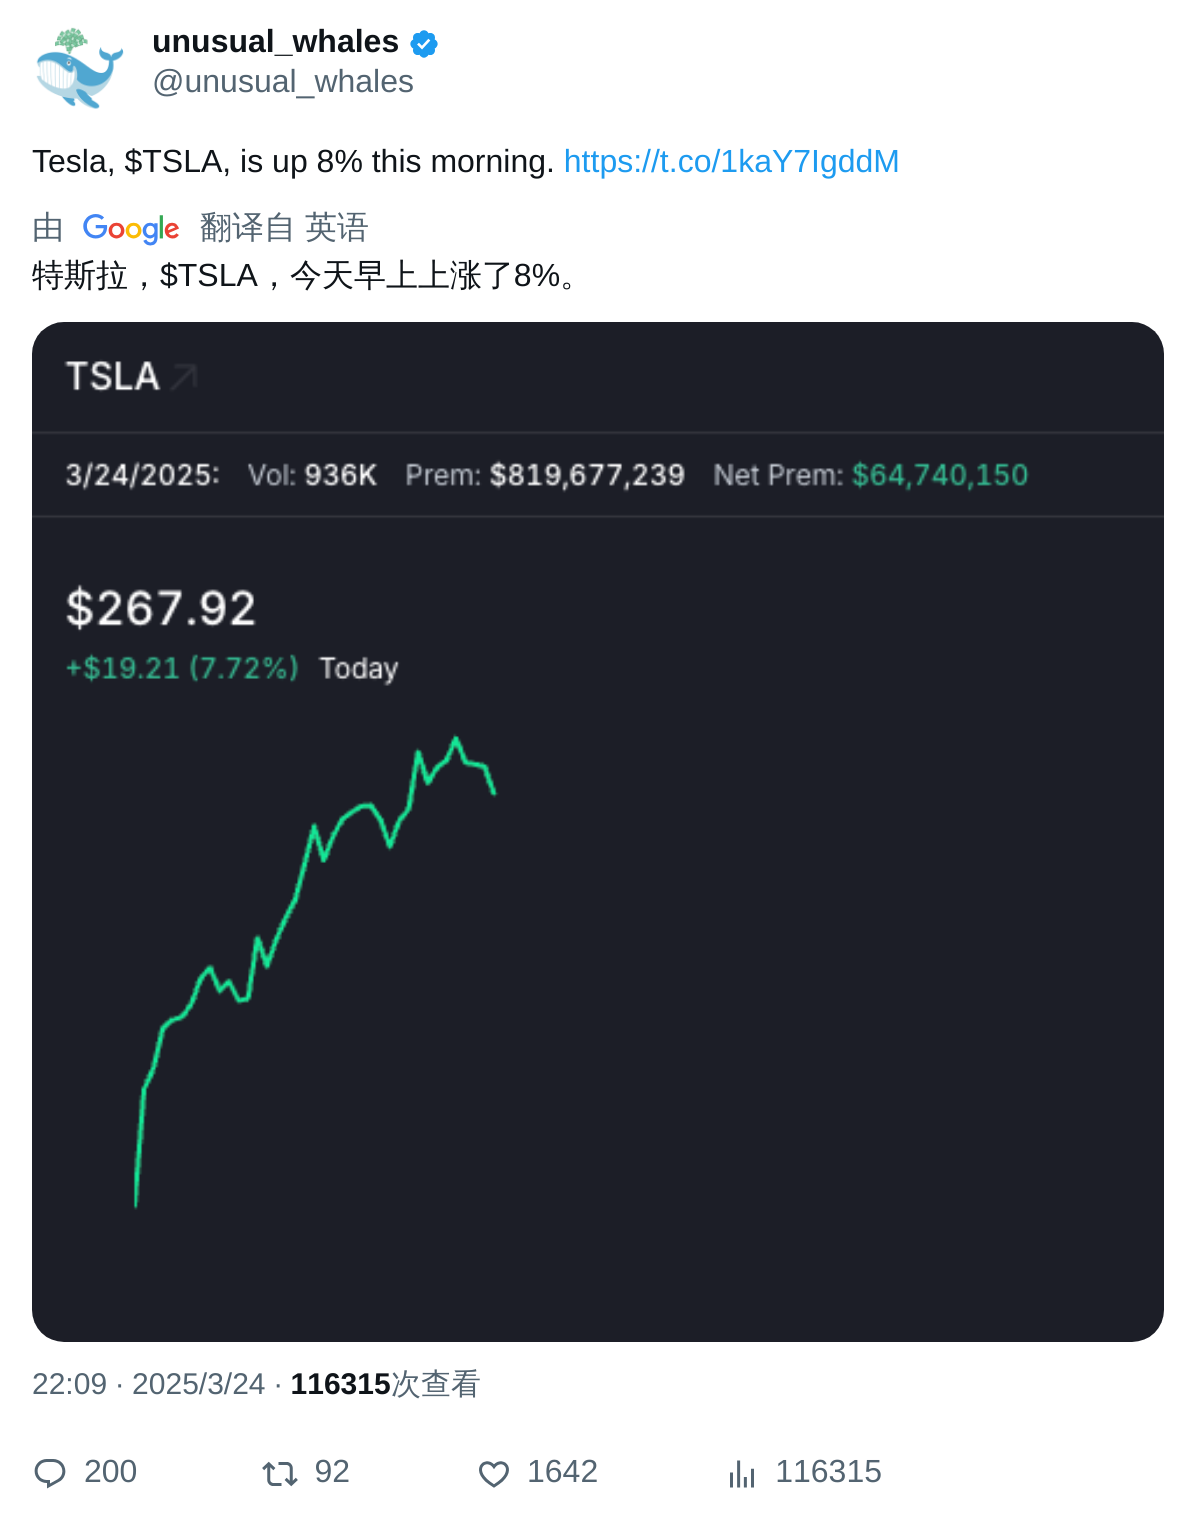 unusual_whales
@unusual_whales
Tesla, $TSLA, is up 8% this morning. https://t.co/1kaY7IgddM
由 Google 翻译自 英语
特斯拉，$TSLA，今天早上上涨了8%。
TSLA
3/24/2025: Vol: 936K Prem: $819,677,239 Net Prem: $64,740,150
$267.92
+$19.21 (7.72%) Today
22:09 · 2025/3/24 · 116315次查看
200 92 1642 116315